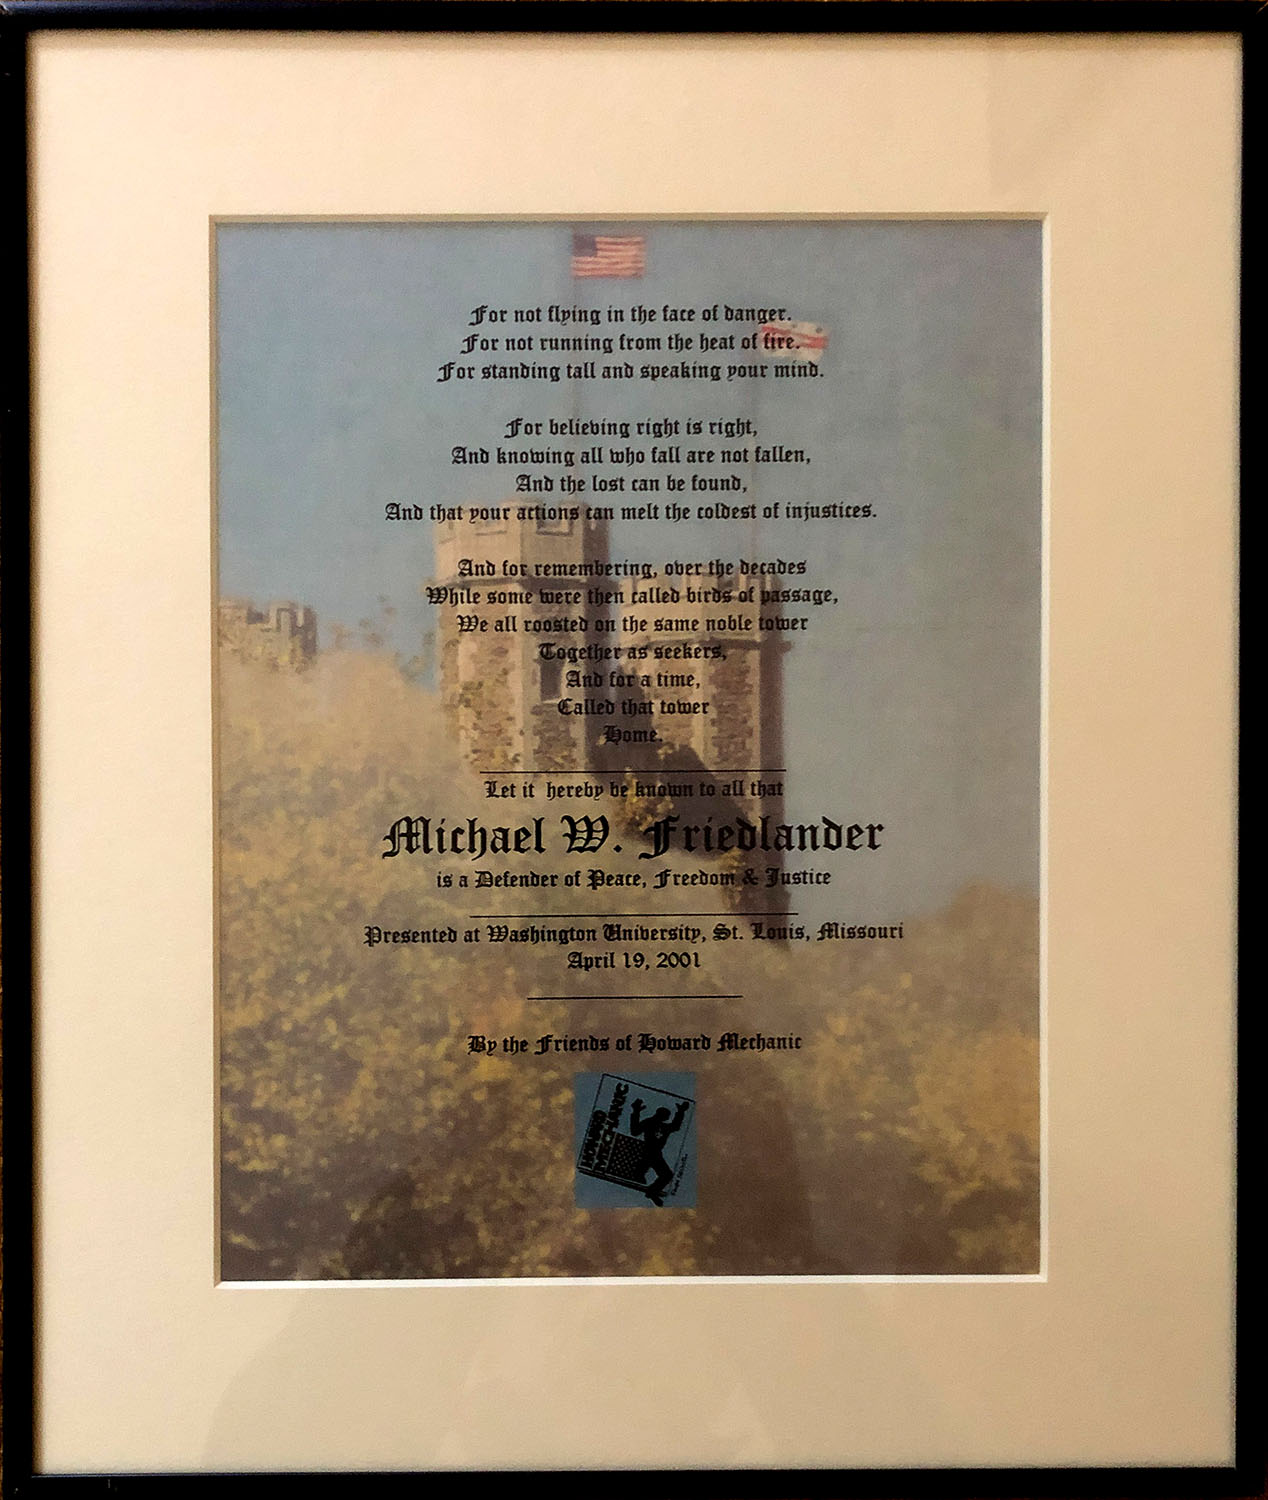 For not flying in the face of danger.
For not running from the heat of fire.
For standing tall and speaking your mind.
For believing right is right,
And knowing all who fall are not fallen,
And the lost can be found,
And that your actions can melt the coldest of injustices.
And for remembering, over the decades
While some were then called birds of passage,
We all roosted on the same noble tower
Together as seekers,
And for a time,
Called that tower
Home.
Let it hereby be known to all that
Michael W. Friedlander
is a Defender of Peace, Freedom & Justice
Presented at Washington University, St. Louis, Missouri
April 19, 2001
By the Friends of Howard Mechanic
HOWARD
MECHANIC